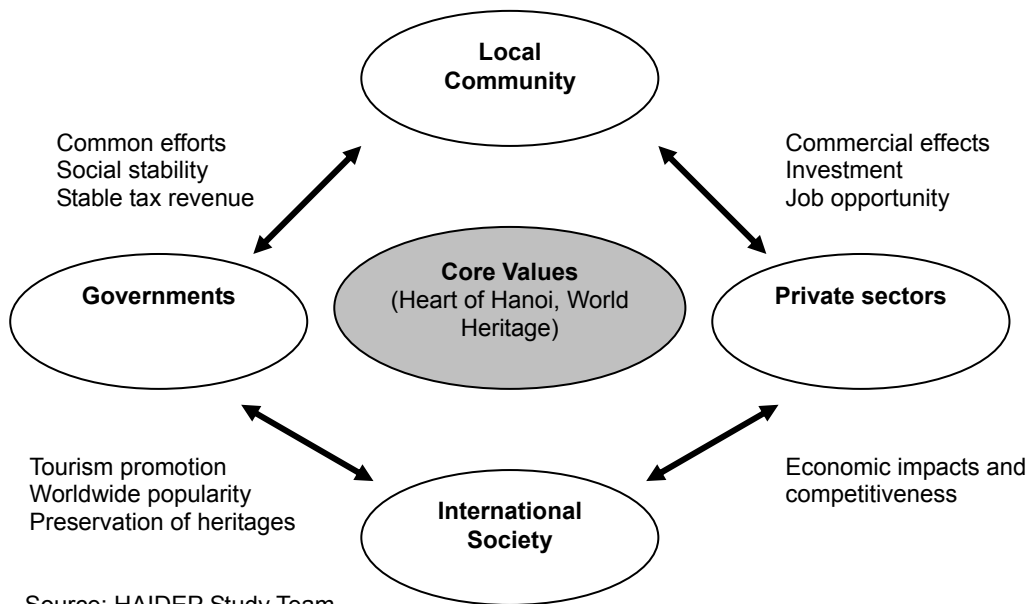 Local
Community
Common efforts
Social stability
Stable tax revenue
Commercial effects
Investment
Job opportunity
Governments
Core Values
(Heart of Hanoi, World
Heritage)
Private sectors
Tourism promotion
Worldwide popularity
Preservation of heritages
International
Society
Economic impacts and
competitiveness
Source: HAIDEP Study Team